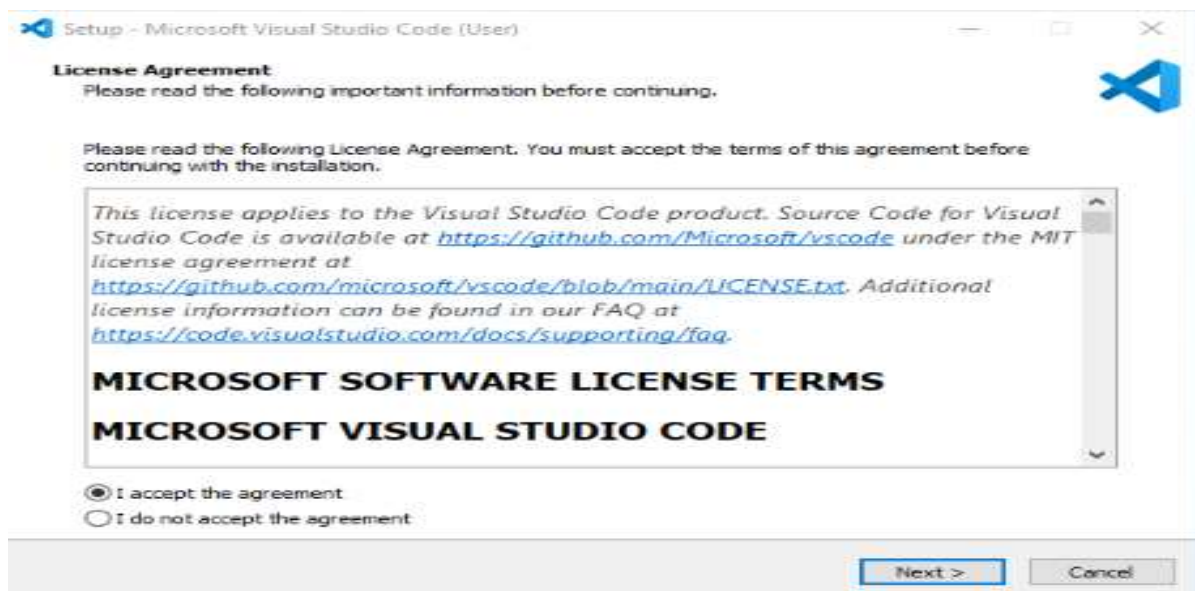 Setup - Microsoft Visual Studio Code (User)
License Agreement
Please read the following important information before continuing.
Please read the following License Agreement. You must accept the terms of this agreement before
continuing with the installation.
This license applies to the Visual Studio Code product. Source Code for Visual
Studio Code is available at https://github.com/Microsoft/vscode under the MIT
license agreement at
https://github.com/microsoft/vscode/blob/main/LICENSE.txt. Additional
license information can be found in our FAQ at
https://code.visualstudio.com/docs/supporting/faq.
MICROSOFT SOFTWARE LICENSE TERMS
MICROSOFT VISUAL STUDIO CODE
I accept the agreement
I do not accept the agreement
Next >
Cancel